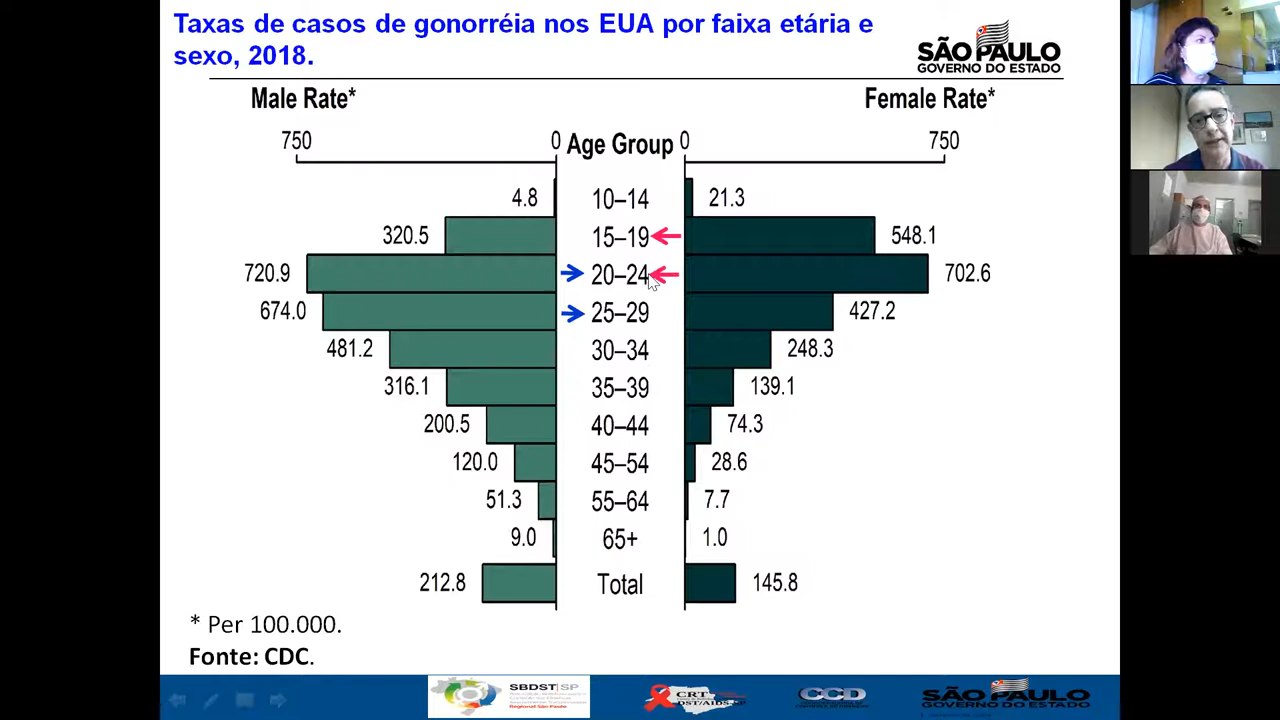 Taxas de casos de gonorréia nos EUA por faixa etária e
sexo, 2018.
SÃO PAULO
GOVERNO DO ESTADO
Male Rate* Female Rate*
750 0 Age Group 0 750
4.8 10–14 21.3
320.5 15–19 548.1
720.9 20–24 702.6
674.0 25–29 427.2
481.2 30–34 248.3
316.1 35–39 139.1
200.5 40–44 74.3
120.0 45–54 28.6
51.3 55–64 7.7
9.0 65+ 1.0
212.8 Total 145.8
* Per 100.000.
Fonte: CDC.
SBDST|SP
Regional São Paulo
CRT
DST/AIDS-SP
CCD
SÃO PAULO
GOVERNO DO ESTADO